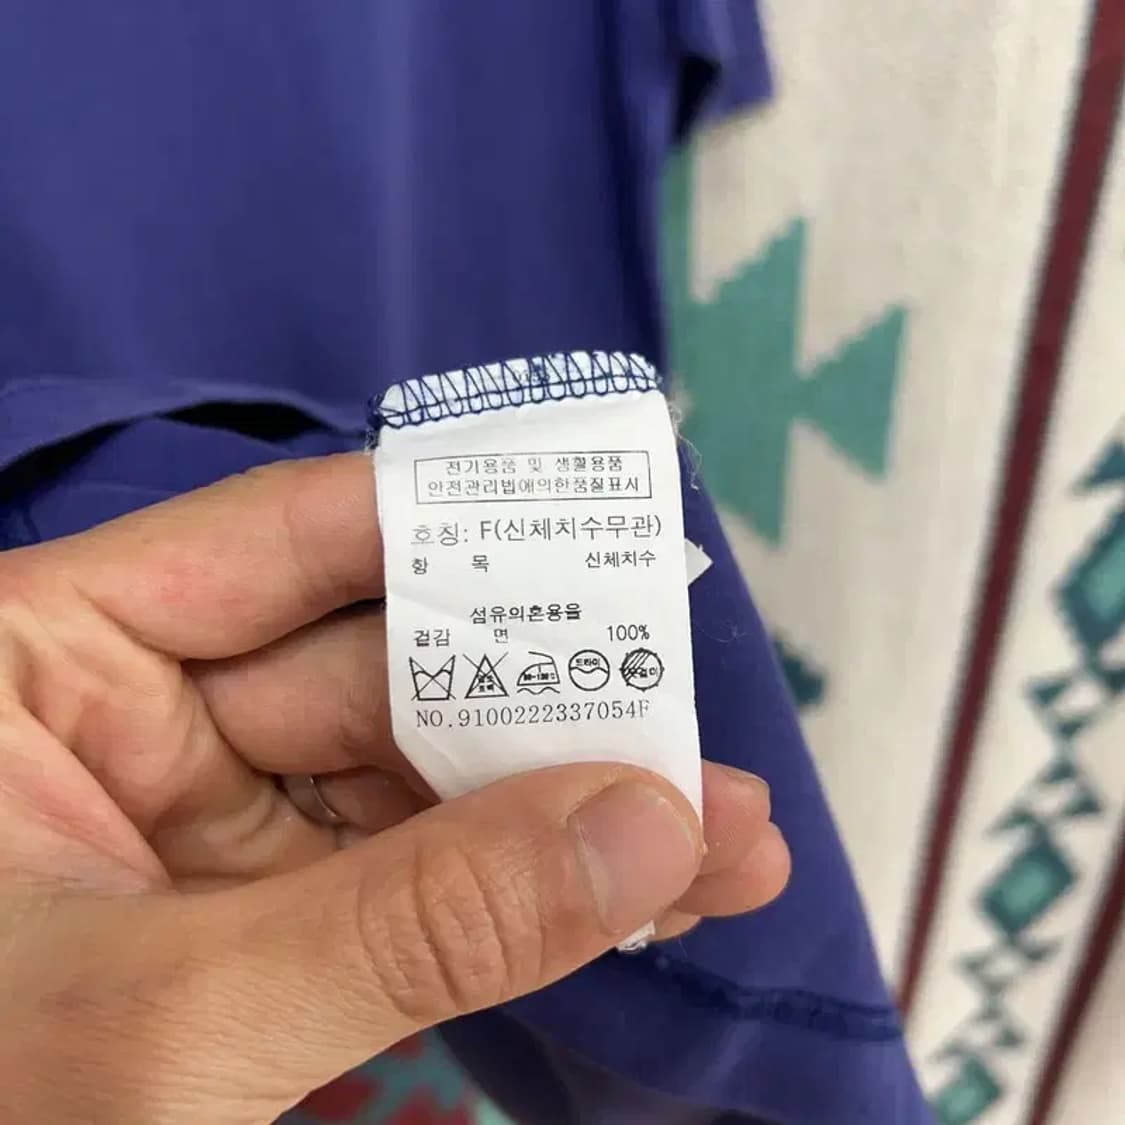 전기용품 및 생활용품
안전관리법에의한품질표시
호칭: F(신체치수무관)
항 목 신체치수
섬유의혼용율
겉감 면 100%
드라이
NO.9100222337054F